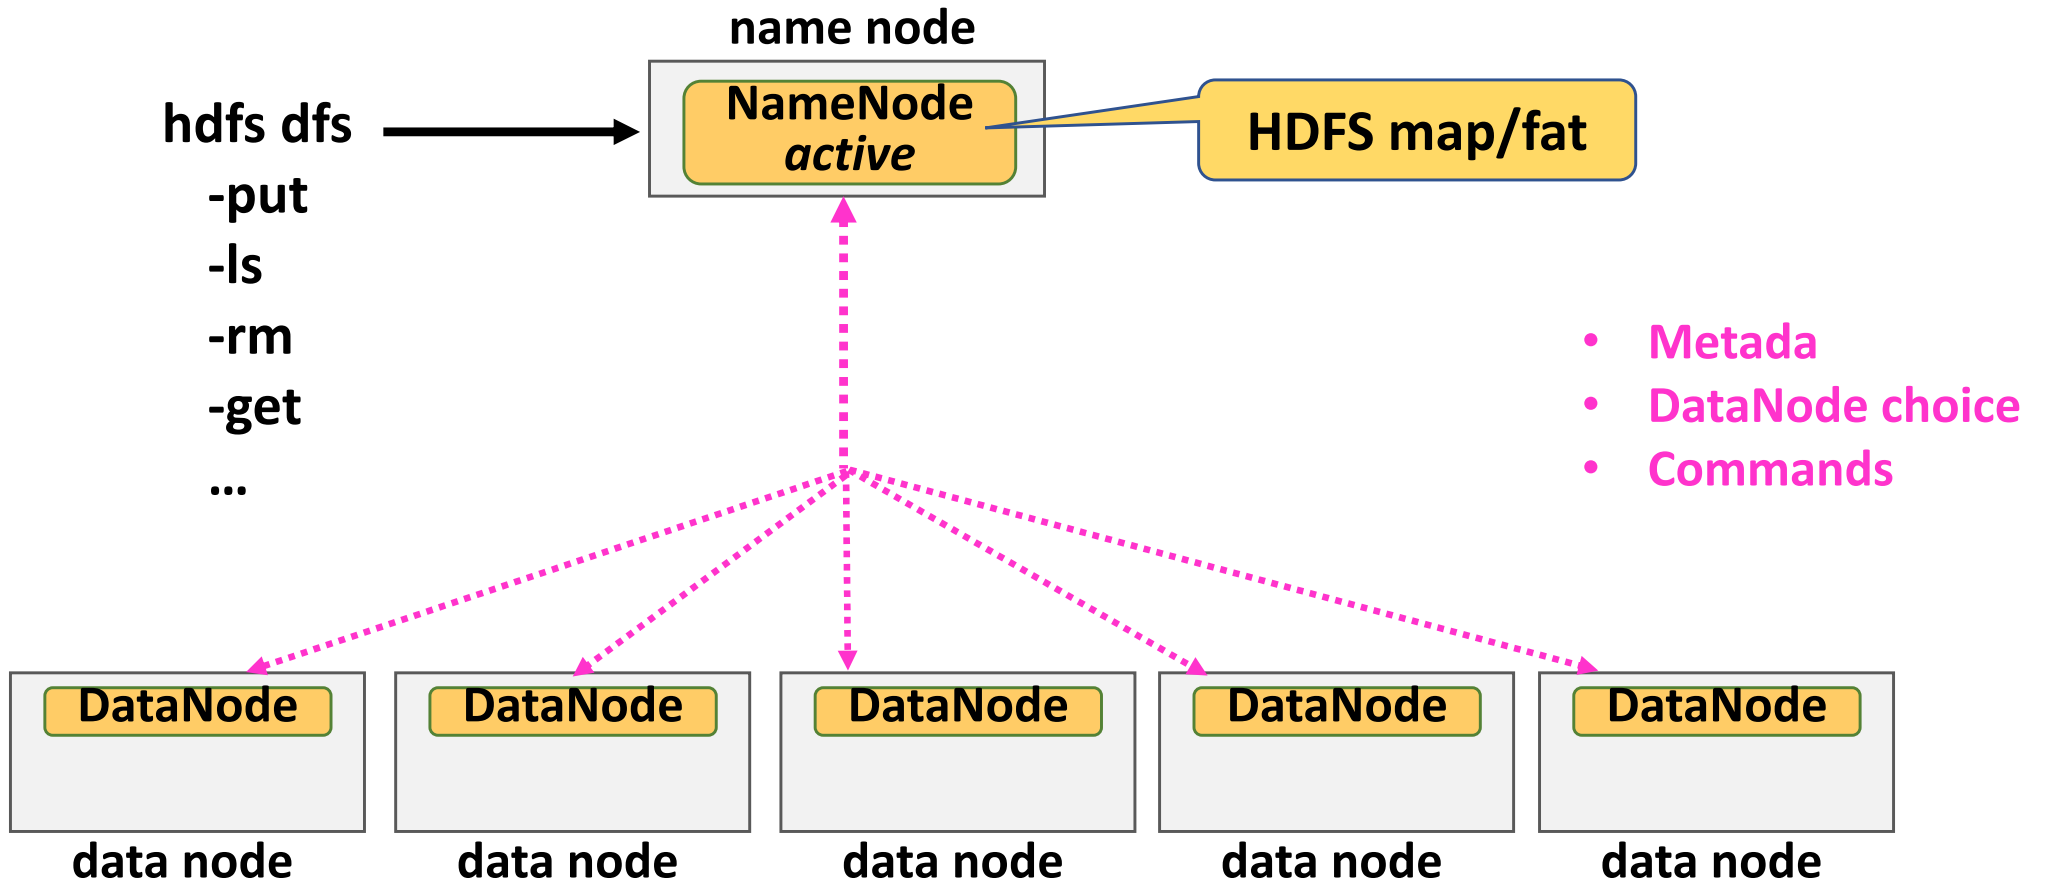 name node
NameNode
active
HDFS map/fat
hdfs dfs
-put
-ls
-rm
-get
...
• Metada
• DataNode choice
• Commands
DataNode
DataNode
DataNode
DataNode
DataNode
data node
data node
data node
data node
data node